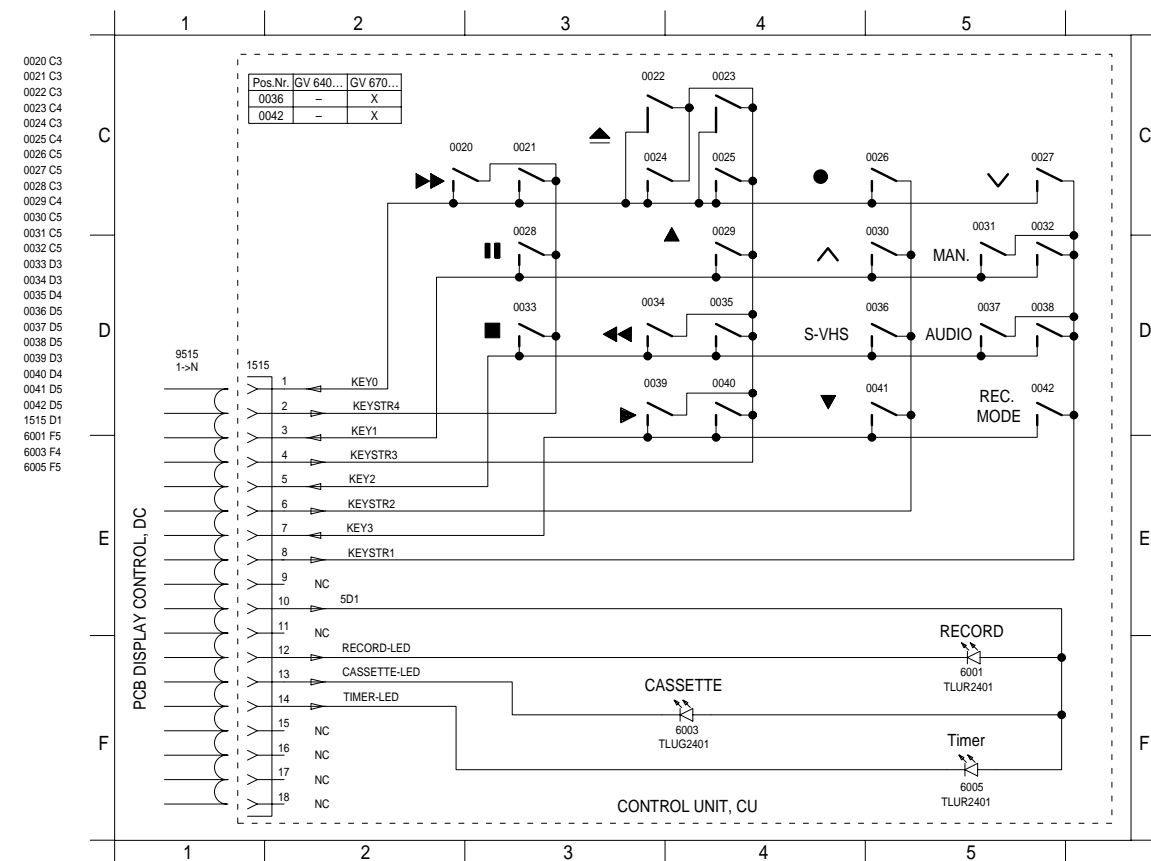 1 2 3 4 5
0020 C3
0021 C3
0022 C3
0023 C4
0024 C3
0025 C4
0026 C5
0027 C5
0028 C3
0029 C4
0030 C5
0031 C5
0032 C5
0033 D3
0034 D3
0035 D4
0036 D5
0037 D5
0038 D5
0039 D3
0040 D4
0041 D5
0042 D5
1515 D1
6001 F5
6003 F4
6005 F5
C
D
E
F
Pos.Nr. GV 640... GV 670...
0036 – X
0042 – X
0022 0023
0020 0021 0024 0025 0026 0027
0028 0029 0030 MAN. 0031 0032
0033 0034 0035 S-VHS 0036 AUDIO 0037 0038
0039 0040 0041 REC. MODE 0042
9515
1->N
1515
PCB DISPLAY CONTROL, DC
1 KEY0
2 KEYSTR4
3 KEY1
4 KEYSTR3
5 KEY2
6 KEYSTR2
7 KEY3
8 KEYSTR1
9 NC
10 5D1
11 NC
12 RECORD-LED
13 CASSETTE-LED
14 TIMER-LED
15 NC
16 NC
17 NC
18 NC
RECORD
6001
TLUR2401
CASSETTE
6003
TLUG2401
Timer
6005
TLUR2401
CONTROL UNIT, CU
C
D
E
F
1 2 3 4 5